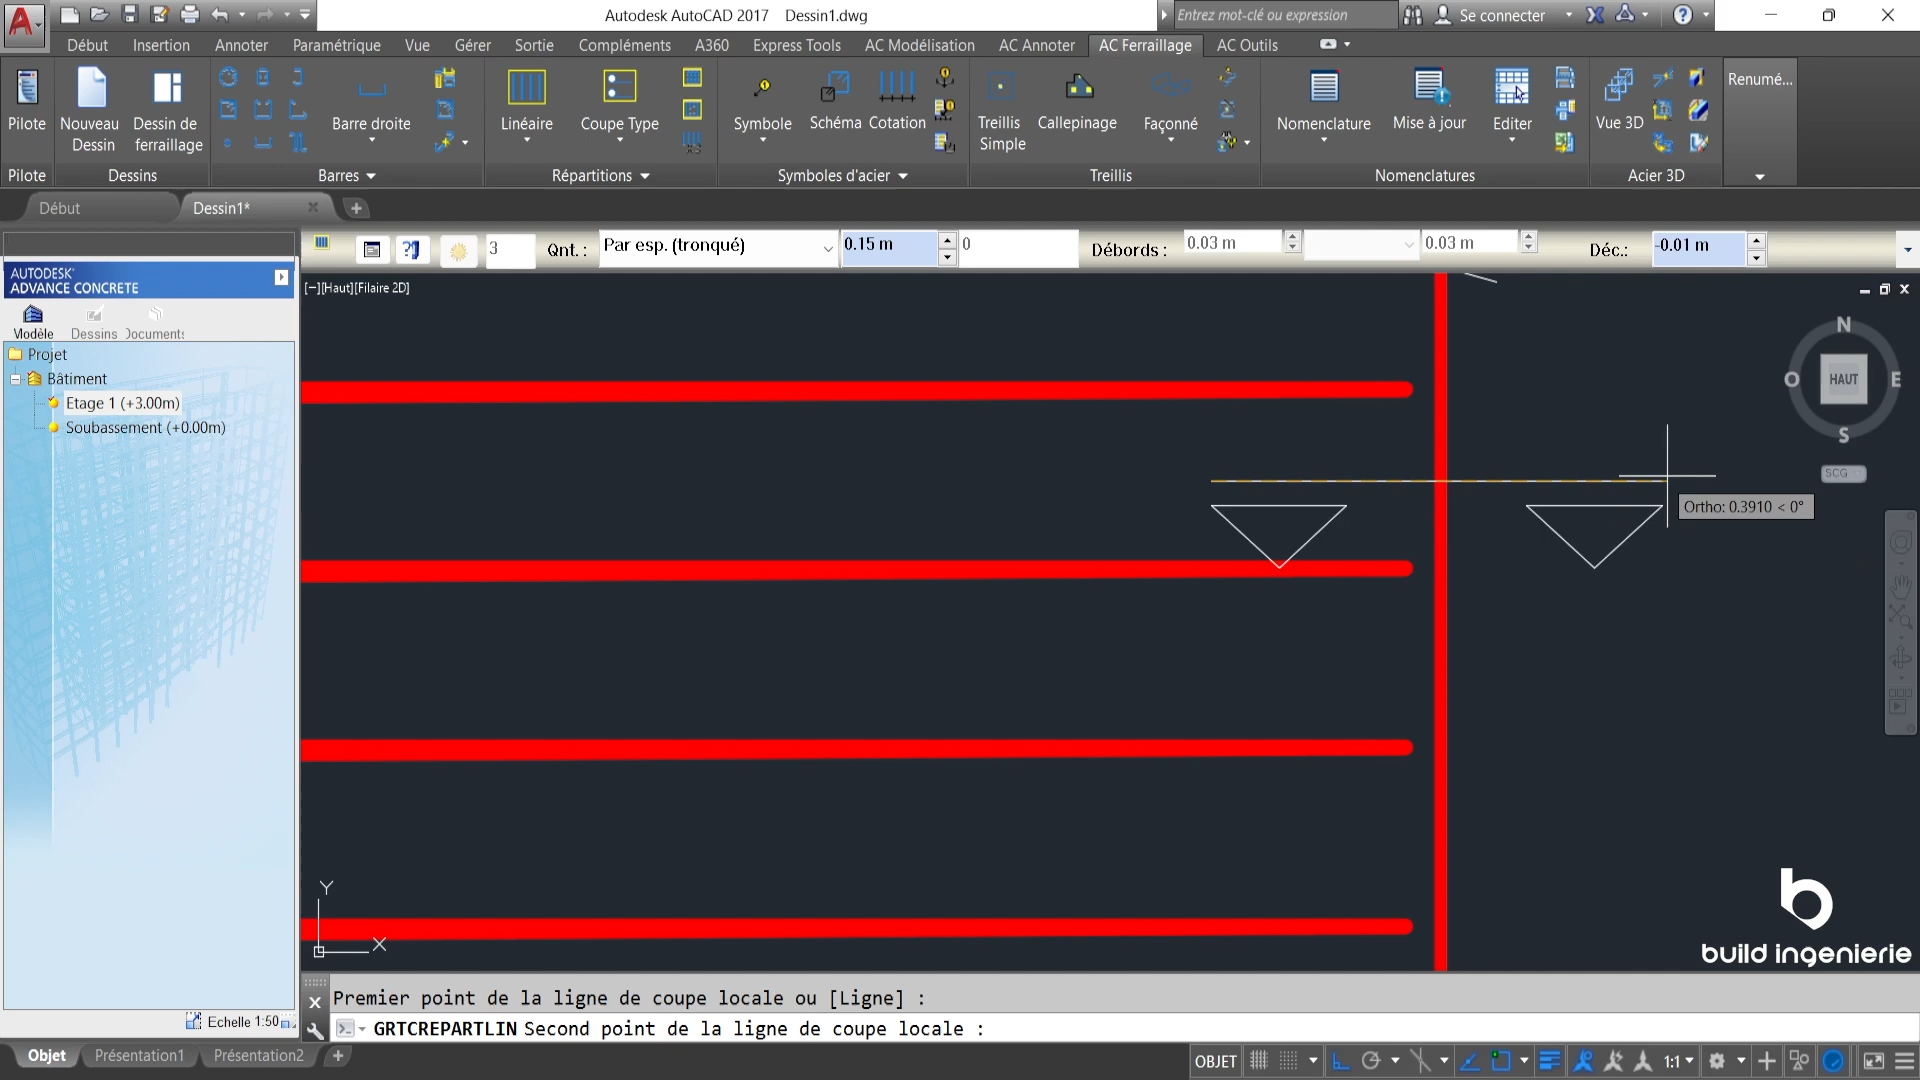 Autodesk AutoCAD 2017 Dessin1.dwg
Entrez mot-clé ou expression
Se connecter
Début Insertion Annoter Paramétrique Vue Gérer Sortie Compléments A360 Express Tools AC Modélisation AC Annoter AC Ferraillage AC Outils
Pilote
Nouveau Dessin
Dessin de ferraillage
Barre droite
Linéaire
Coupe Type
Symbole
Schéma
Cotation
Treillis Simple
Callepinage
Façonné
Nomenclature
Mise à jour
Editer
Vue 3D
Renumé...
Pilote Dessins Barres Répartitions Symboles d'acier Treillis Nomenclatures Acier 3D
Début Dessin1*
3 Qnt. : Par esp. (tronqué) 0.15 m 0 Débords : 0.03 m 0.03 m Déc.: -0.01 m
AUTODESK®
ADVANCE CONCRETE
Modèle Dessins Documents
Projet
Bâtiment
Etage 1 (+3.00m)
Soubassement (+0.00m)
Echelle 1:50
[−][Haut][Filaire 2D]
N
O HAUT E
S
SCG
Ortho: 0.3910 < 0°
Y
X
build ingenierie
Premier point de la ligne de coupe locale ou [Ligne] :
GRTCREPARTLIN Second point de la ligne de coupe locale :
Objet Présentation1 Présentation2
OBJET 1:1